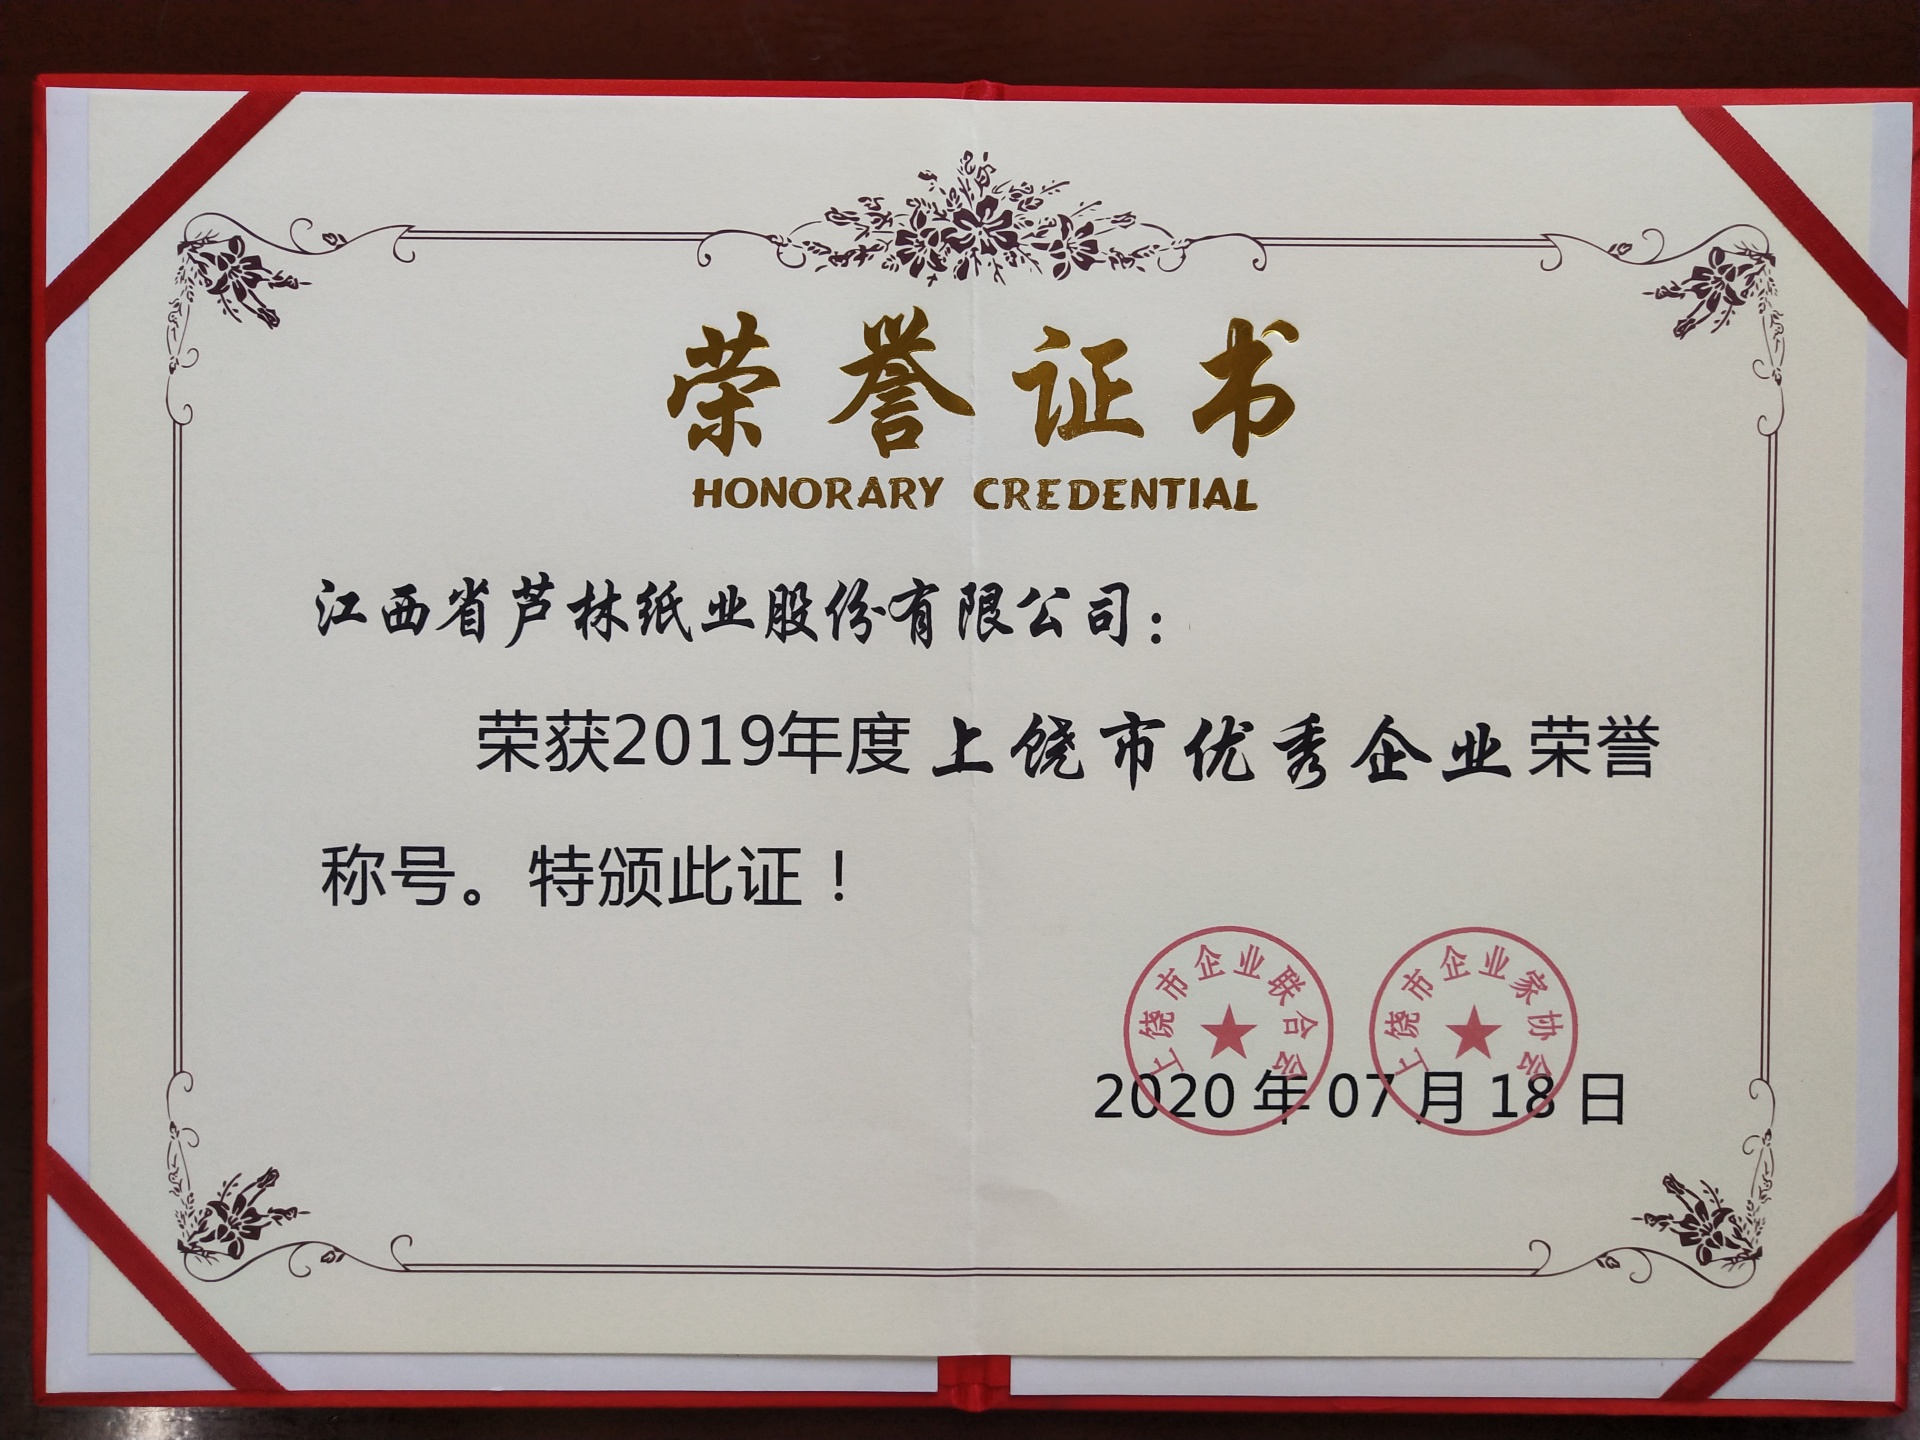 荣誉证书
HONORARY CREDENTIAL
江西省芦林纸业股份有限公司：
荣获2019年度上饶市优秀企业荣誉
称号。特颁此证！
上饶市企业联合会
上饶市企业家协会
2020年07月18日